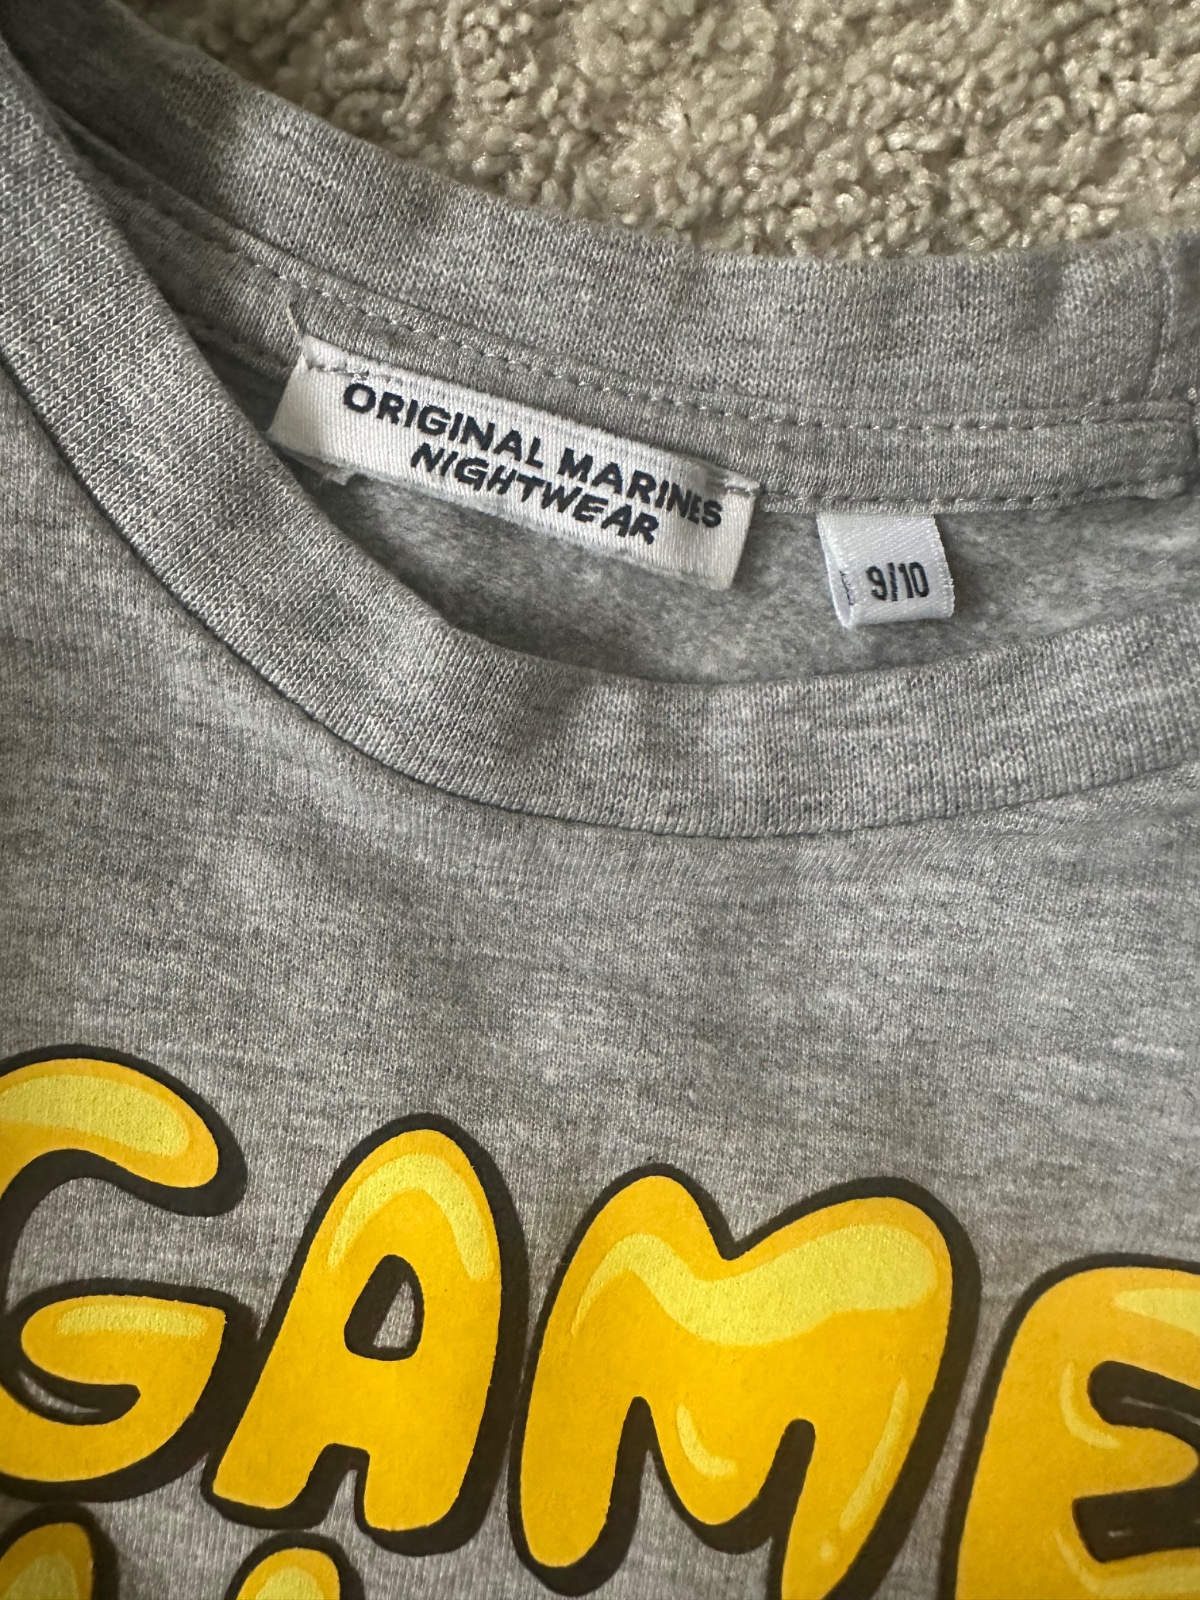 ORIGINAL MARINES
NIGHTWEAR
9/10
GAME